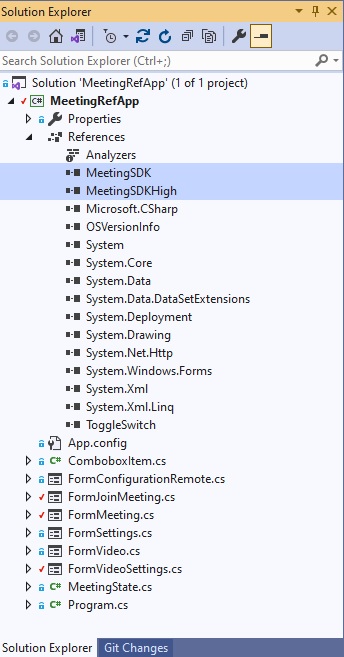 Solution Explorer
Search Solution Explorer (Ctrl+;)
Solution 'MeetingRefApp' (1 of 1 project)
C# MeetingRefApp
Properties
References
Analyzers
MeetingSDK
MeetingSDKHigh
Microsoft.CSharp
OSVersionInfo
System
System.Core
System.Data
System.Data.DataSetExtensions
System.Deployment
System.Drawing
System.Net.Http
System.Windows.Forms
System.Xml
System.Xml.Linq
ToggleSwitch
App.config
C# ComboboxItem.cs
FormConfigurationRemote.cs
FormJoinMeeting.cs
FormMeeting.cs
FormSettings.cs
FormVideo.cs
FormVideoSettings.cs
C# MeetingState.cs
C# Program.cs
Solution Explorer Git Changes